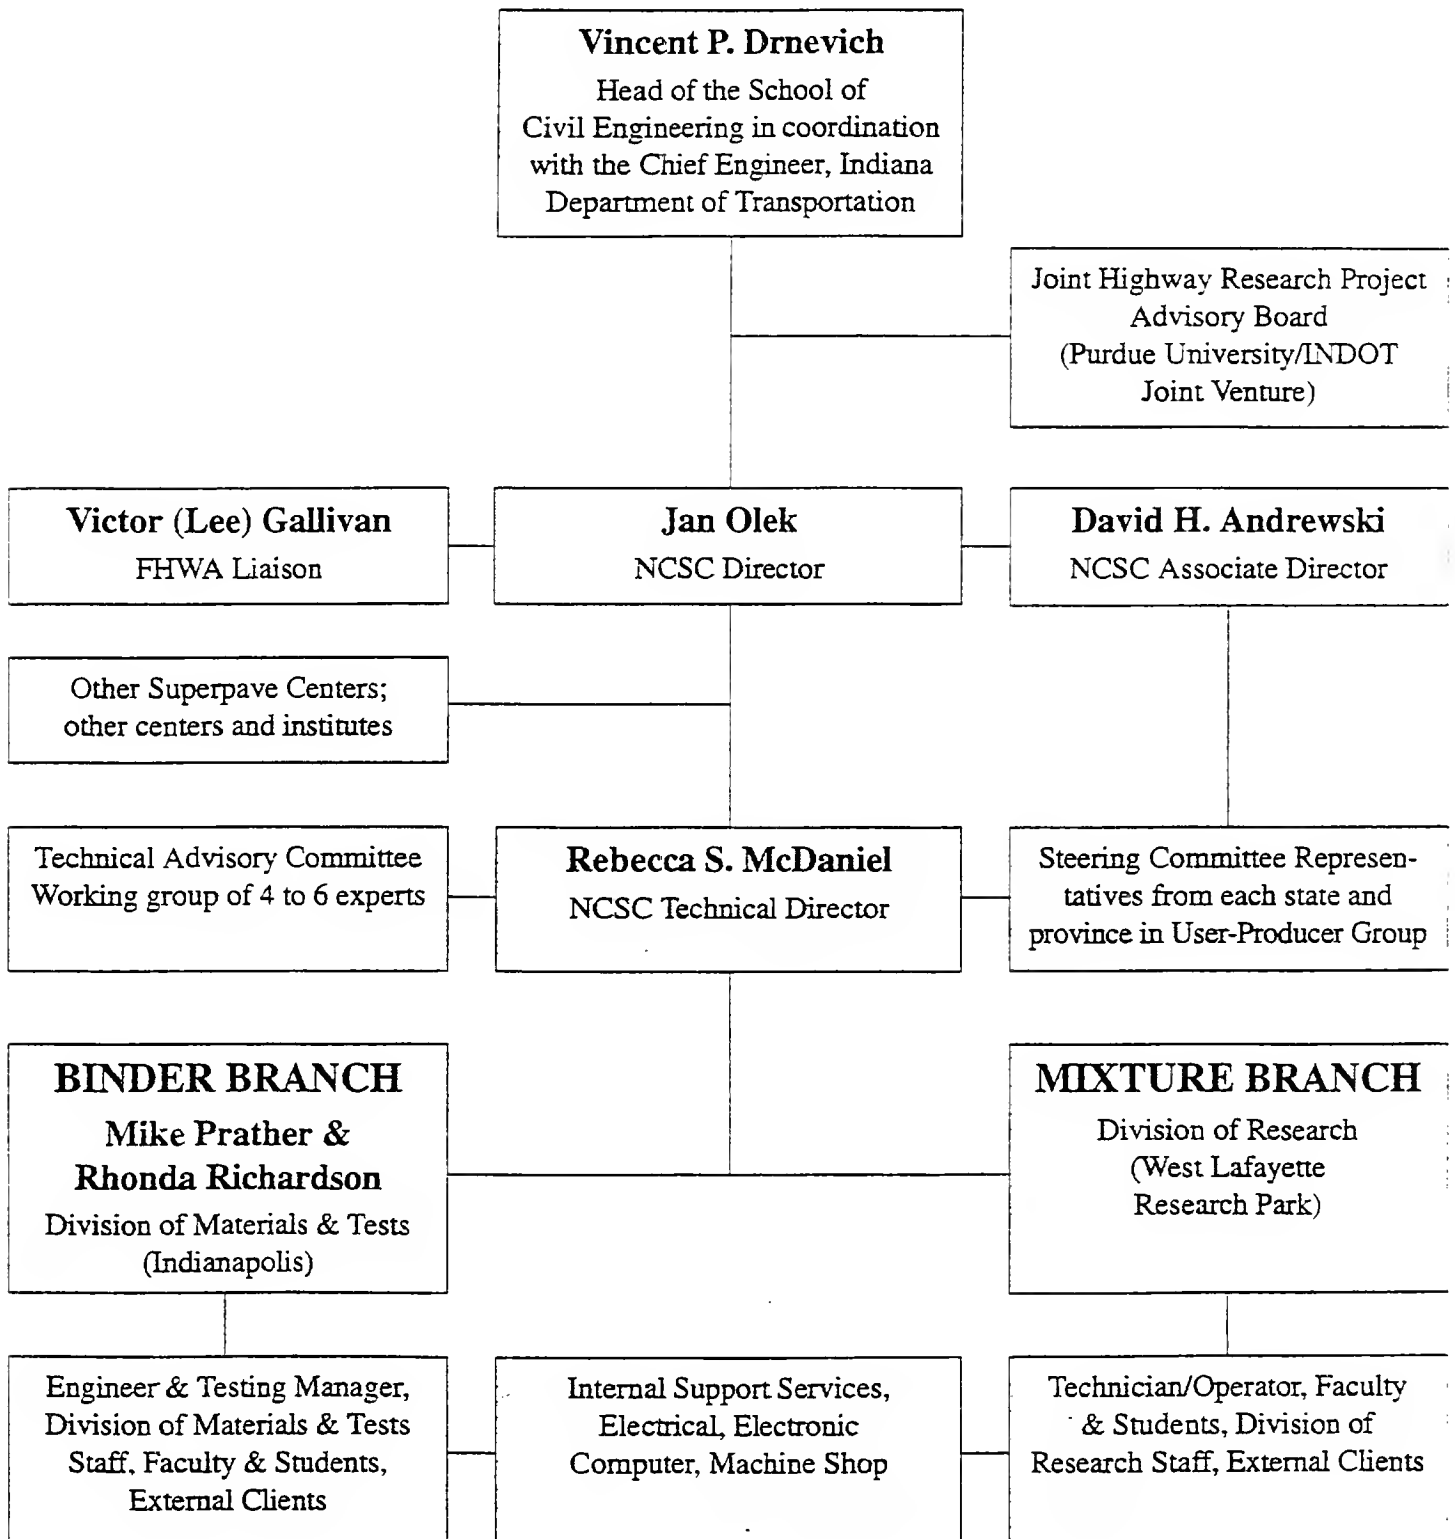 Vincent P. Drnevich
Head of the School of
Civil Engineering in coordination
with the Chief Engineer, Indiana
Department of Transportation
Joint Highway Research Project
Advisory Board
(Purdue University/INDOT
Joint Venture)
Victor (Lee) Gallivan
FHWA Liaison
Jan Olek
NCSC Director
David H. Andrewski
NCSC Associate Director
Other Superpave Centers;
other centers and institutes
Technical Advisory Committee
Working group of 4 to 6 experts
Rebecca S. McDaniel
NCSC Technical Director
Steering Committee Represen-
tatives from each state and
province in User-Producer Group
BINDER BRANCH
Mike Prather &
Rhonda Richardson
Division of Materials & Tests
(Indianapolis)
MIXTURE BRANCH
Division of Research
(West Lafayette
Research Park)
Engineer & Testing Manager,
Division of Materials & Tests
Staff, Faculty & Students,
External Clients
Internal Support Services,
Electrical, Electronic
Computer, Machine Shop
Technician/Operator, Faculty
& Students, Division of
Research Staff, External Clients